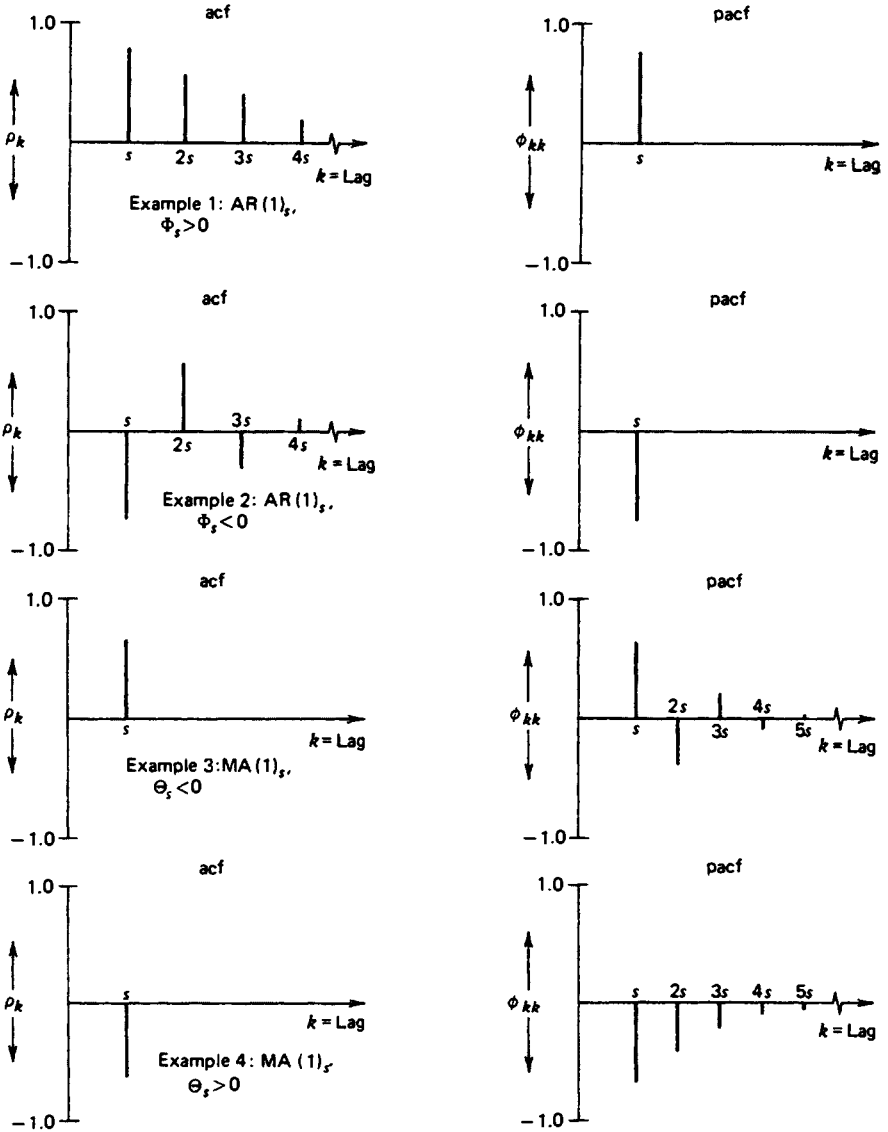 acf
pacf
1.0
1.0
ρk
ϕkk
s
2s
3s
4s
s
k = Lag
k = Lag
Example 1: AR(1)s,
Φs>0
−1.0
−1.0
acf
pacf
1.0
1.0
s
3s
s
ρk
ϕkk
2s
4s
k = Lag
k = Lag
Example 2: AR(1)s,
Φs<0
−1.0
−1.0
acf
pacf
1.0
1.0
2s
4s
ρk
ϕkk
s
s
3s
5s
k = Lag
k = Lag
Example 3:MA(1)s,
Θs<0
−1.0
−1.0
acf
pacf
1.0
1.0
s
s
2s
3s
4s
5s
ρk
ϕkk
k = Lag
k = Lag
Example 4: MA (1)s,
Θs>0
−1.0
−1.0